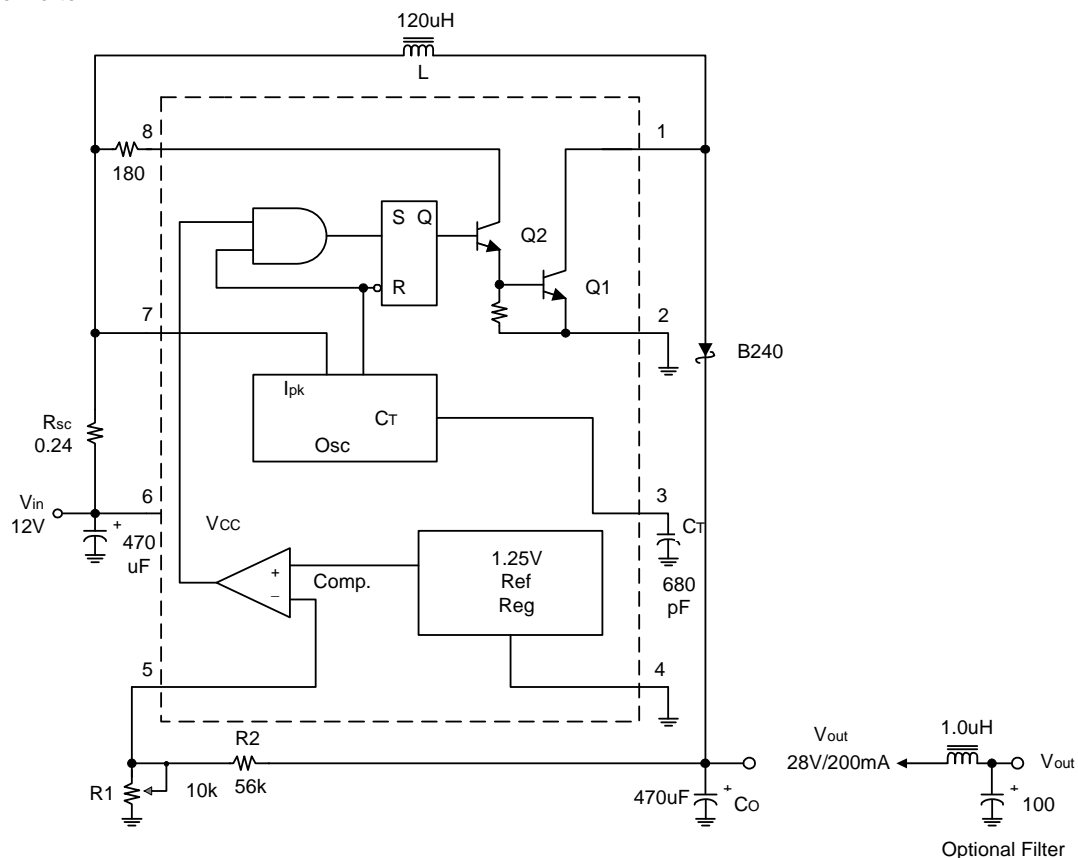 120uH
L
8
1
180
S Q
Q2
R
Q1
7
2
B240
Ipk
CT
Osc
Rsc
0.24
Vin
12V
6
3
470
uF
VCC
CT
680
pF
1.25V
Ref
Reg
Comp.
5
4
R2
56k
R1
10k
470uF
CO
Vout
28V/200mA
1.0uH
Vout
100
Optional Filter